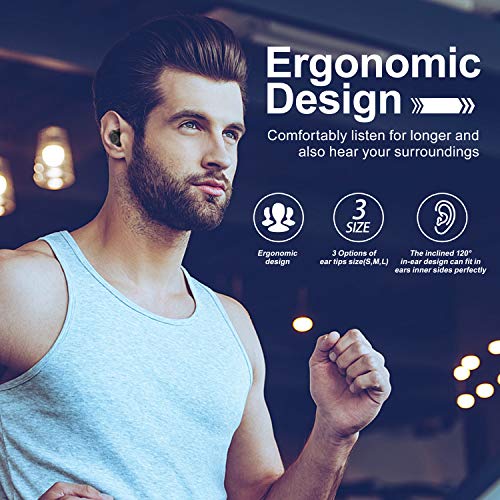 Ergonomic
Design
Comfortably listen for longer and
also hear your surroundings
Ergonomic
design
3
SIZE
3 Options of
ear tips size(S,M,L)
The inclined 120°
in-ear design can fit in
ears inner sides perfectly